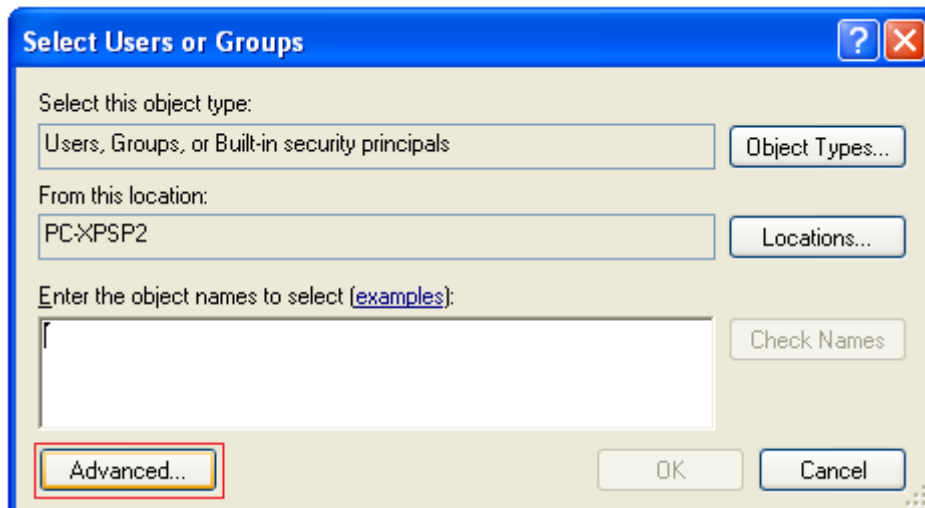 Select Users or Groups
Select this object type:
Users, Groups, or Built-in security principals
Object Types...
From this location:
PC-XPSP2
Locations...
Enter the object names to select (examples):
Check Names
Advanced...
OK
Cancel